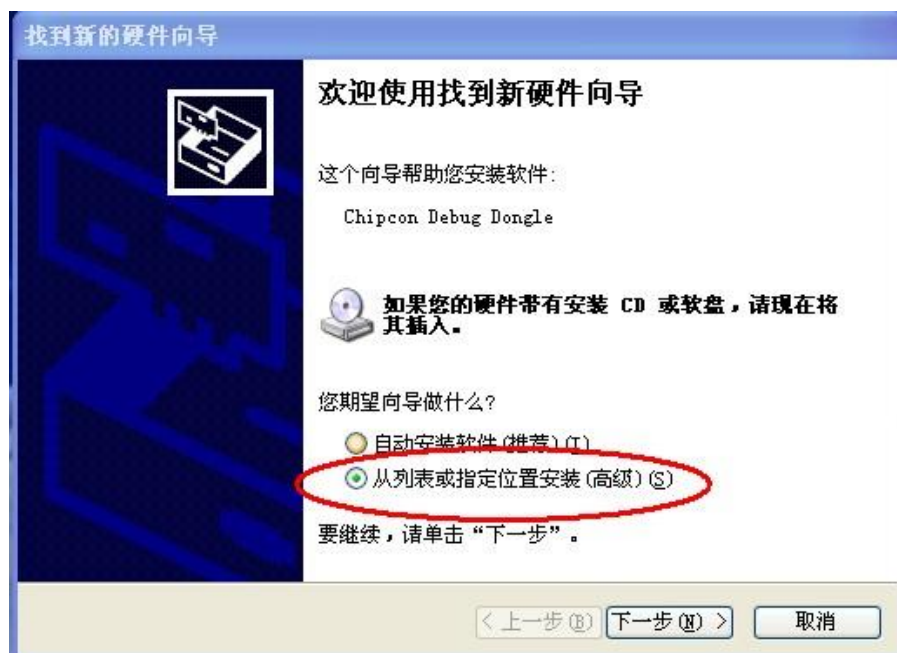 找到新的硬件向导
欢迎使用找到新硬件向导
这个向导帮助您安装软件:
Chipcon Debug Dongle
如果您的硬件带有安装 CD 或软盘,请现在将
其插入。
您期望向导做什么?
自动安装软件(推荐)(I)
从列表或指定位置安装(高级)(S)
要继续,请单击“下一步”。
< 上一步(B)
下一步(N) >
取消